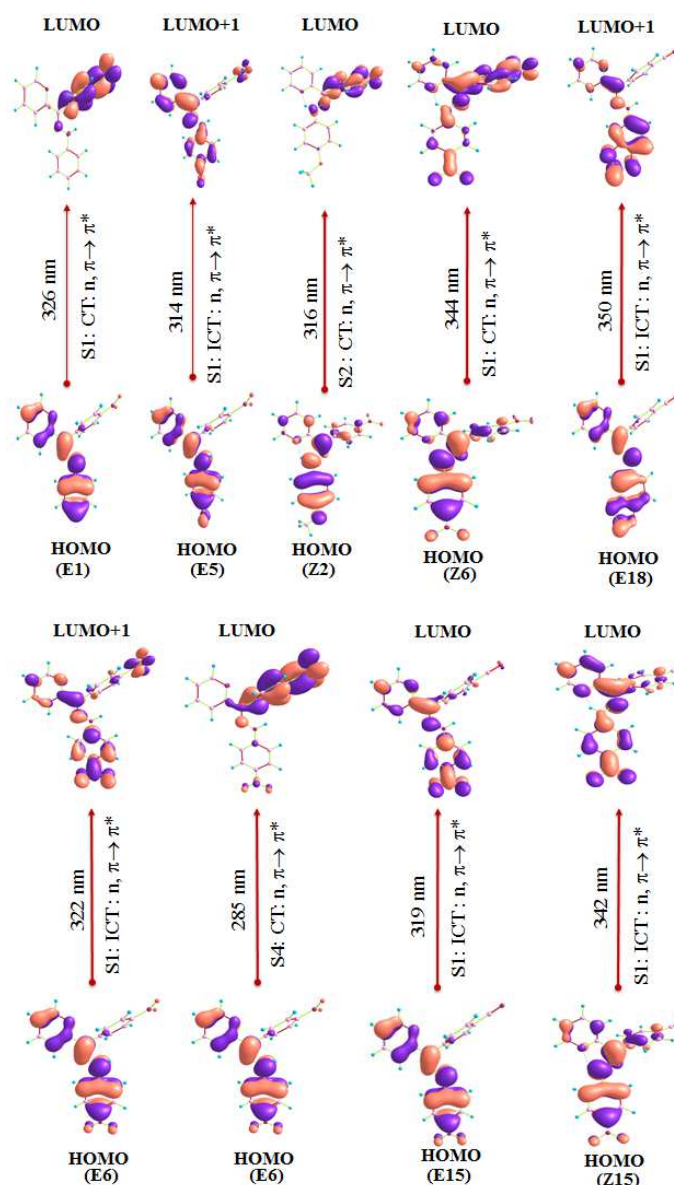 LUMO LUMO+1 LUMO LUMO LUMO+1
326 nm
S1: CT: n, π→ π*
314 nm
S1: ICT : n, π→ π*
316 nm
S2: CT: n, π→ π*
344 nm
S1: CT: n, π→ π*
350 nm
S1: ICT : n, π→ π*
HOMO HOMO HOMO HOMO HOMO
(E1) (E5) (Z2) (Z6) (E18)
LUMO+1 LUMO LUMO LUMO
322 nm
S1: ICT : n, π→ π*
285 nm
S4: CT: n, π→ π*
319 nm
S1: ICT : n, π→ π*
342 nm
S1: ICT : n, π→ π*
HOMO HOMO HOMO HOMO
(E6) (E6) (E15) (Z15)